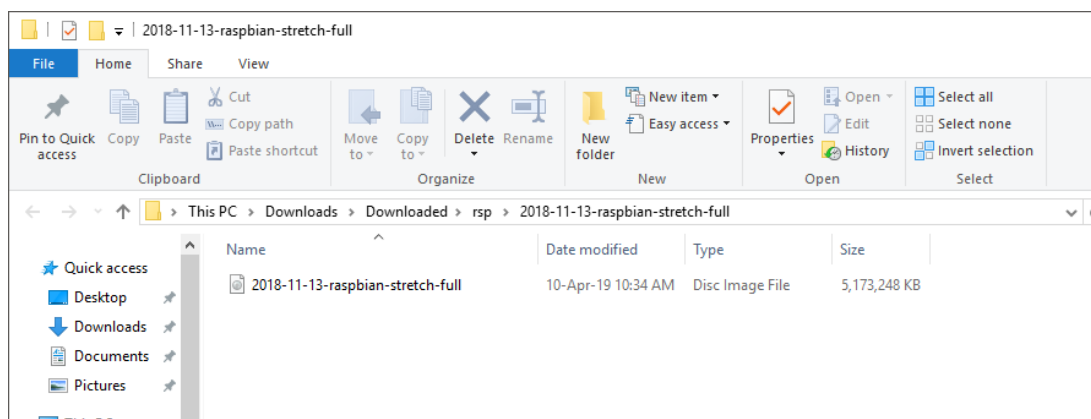 2018-11-13-raspbian-stretch-full
File Home Share View
Pin to Quick access
Copy
Paste
Cut
Copy path
Paste shortcut
Clipboard
Move to
Copy to
Delete
Rename
Organize
New folder
New item
Easy access
New
Properties
Open
Edit
History
Open
Select all
Select none
Invert selection
Select
This PC > Downloads > Downloaded > rsp > 2018-11-13-raspbian-stretch-full
Name Date modified Type Size
2018-11-13-raspbian-stretch-full 10-Apr-19 10:34 AM Disc Image File 5,173,248 KB
Quick access
Desktop
Downloads
Documents
Pictures